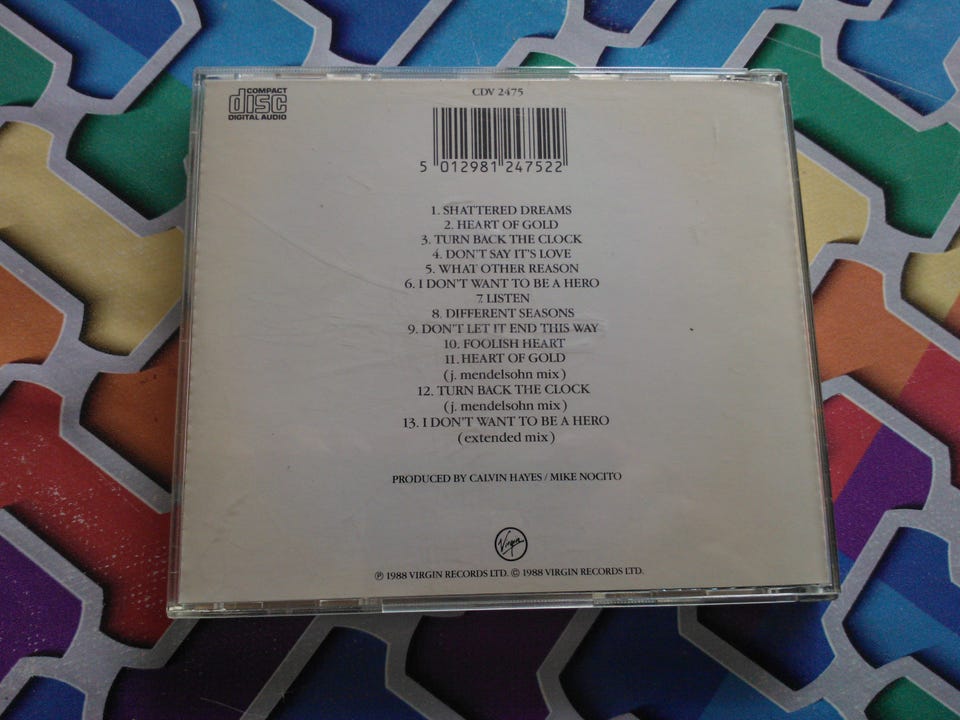 COMPACT
disc
DIGITAL AUDIO
CDV 2475
5 012981 247522
1. SHATTERED DREAMS
2. HEART OF GOLD
3. TURN BACK THE CLOCK
4. DON'T SAY IT'S LOVE
5. WHAT OTHER REASON
6. I DON'T WANT TO BE A HERO
7. LISTEN
8. DIFFERENT SEASONS
9. DON'T LET IT END THIS WAY
10. FOOLISH HEART
11. HEART OF GOLD
(j. mendelsohn mix)
12. TURN BACK THE CLOCK
(j. mendelsohn mix)
13. I DON'T WANT TO BE A HERO
(extended mix)
PRODUCED BY CALVIN HAYES / MIKE NOCITO
Virgin
℗ 1988 VIRGIN RECORDS LTD. © 1988 VIRGIN RECORDS LTD.